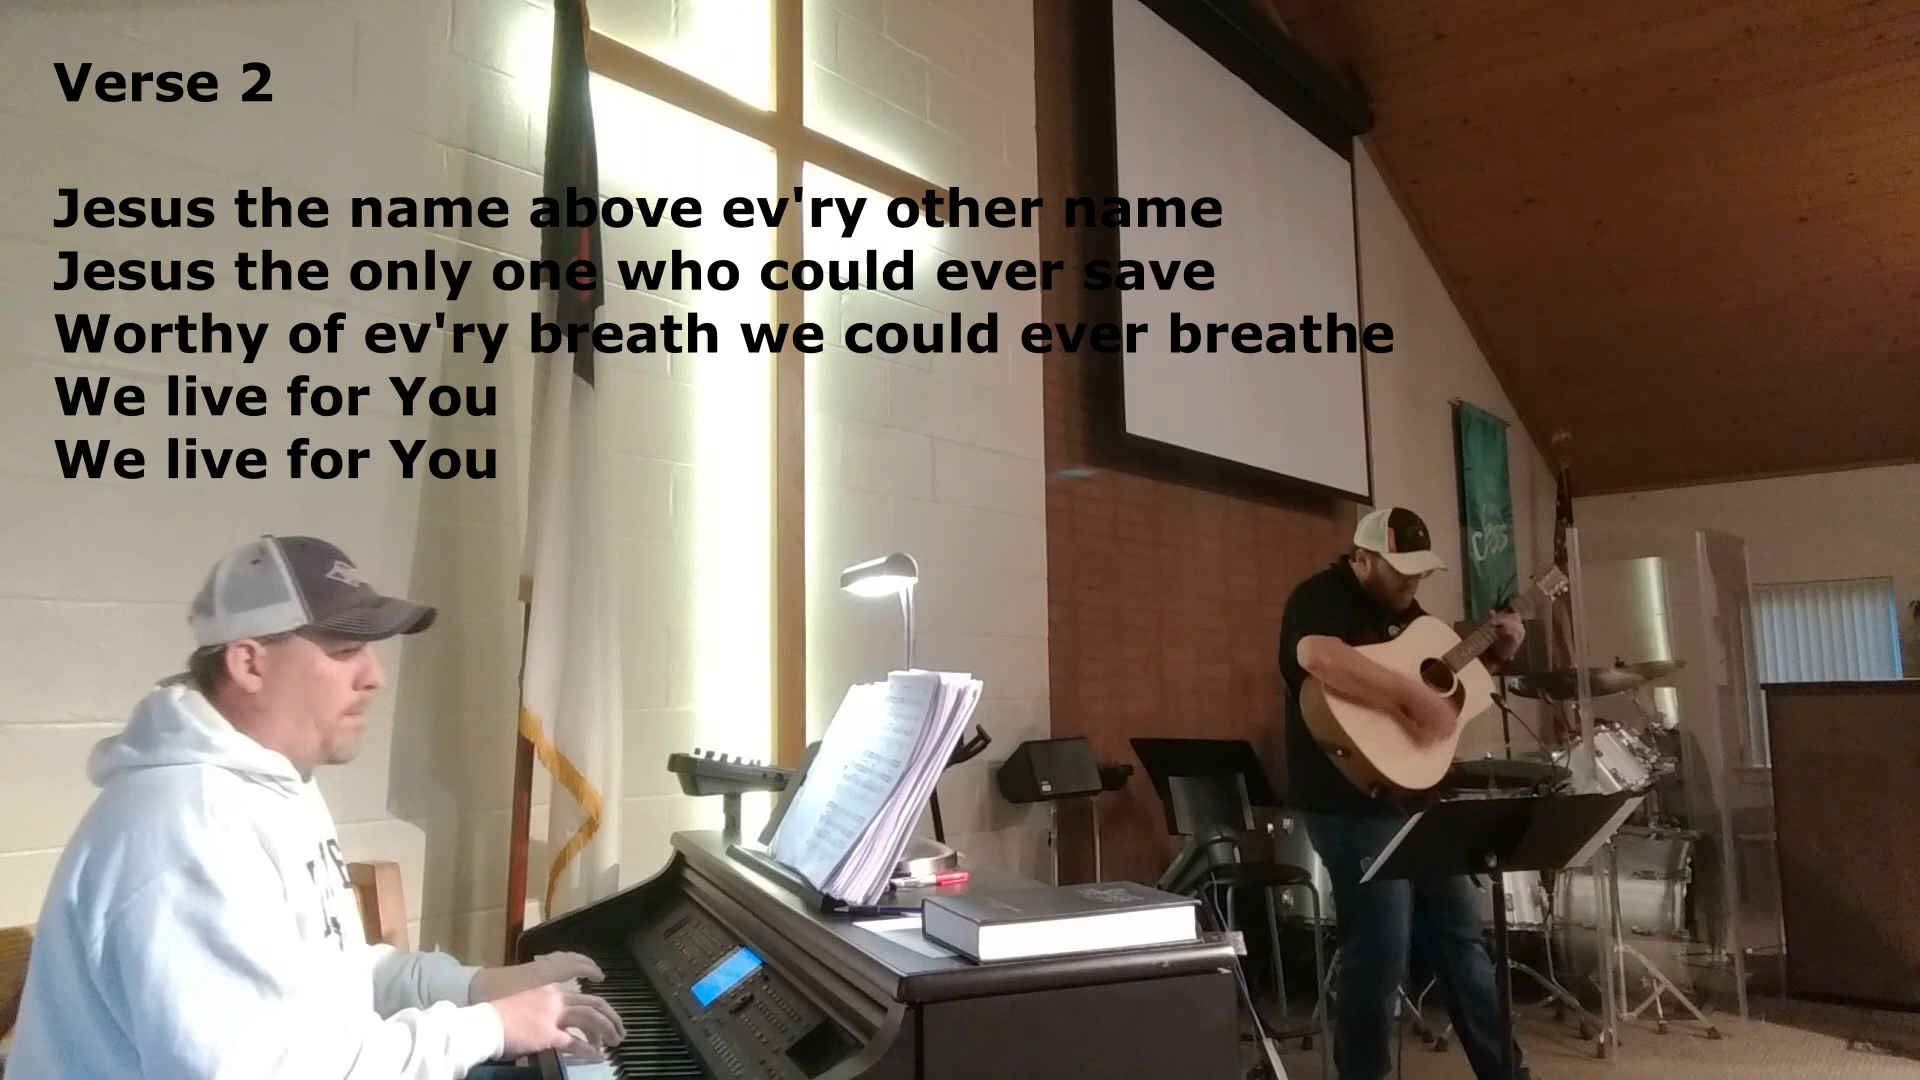 Verse 2
Jesus the name above ev'ry other name
Jesus the only one who could ever save
Worthy of ev'ry breath we could ever breathe
We live for You
We live for You